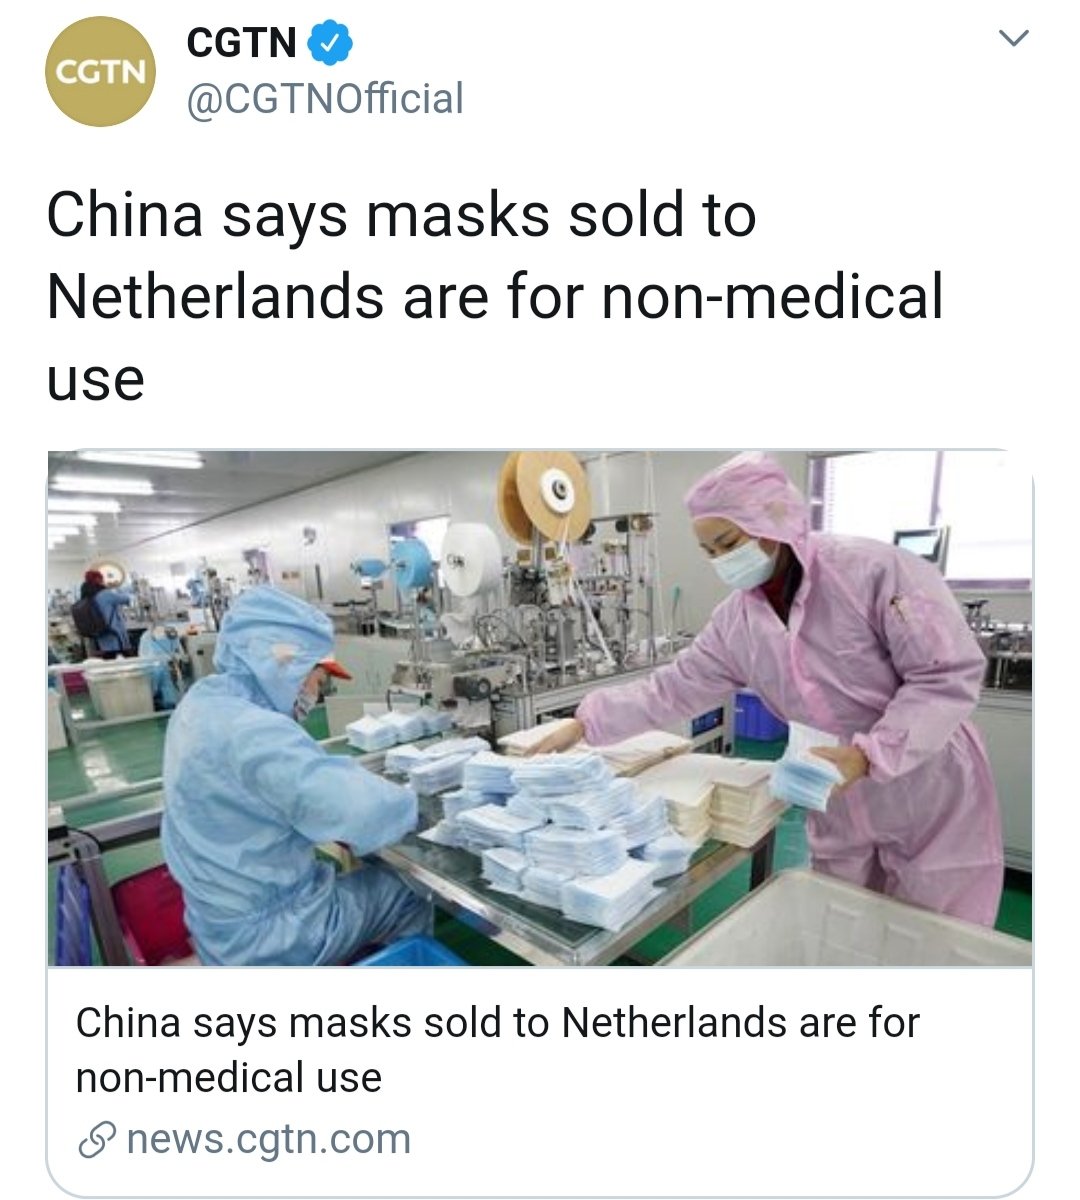 CGTN
CGTN
@CGTNOfficial
China says masks sold to
Netherlands are for non-medical
use
China says masks sold to Netherlands are for
non-medical use
news.cgtn.com